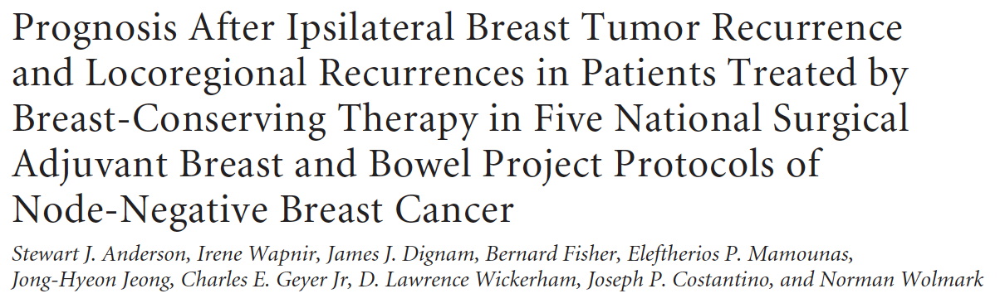 Prognosis After Ipsilateral Breast Tumor Recurrence
and Locoregional Recurrences in Patients Treated by
Breast-Conserving Therapy in Five National Surgical
Adjuvant Breast and Bowel Project Protocols of
Node-Negative Breast Cancer
Stewart J. Anderson, Irene Wapnir, James J. Dignam, Bernard Fisher, Eleftherios P. Mamounas,
Jong-Hyeon Jeong, Charles E. Geyer Jr, D. Lawrence Wickerham, Joseph P. Costantino, and Norman Wolmark